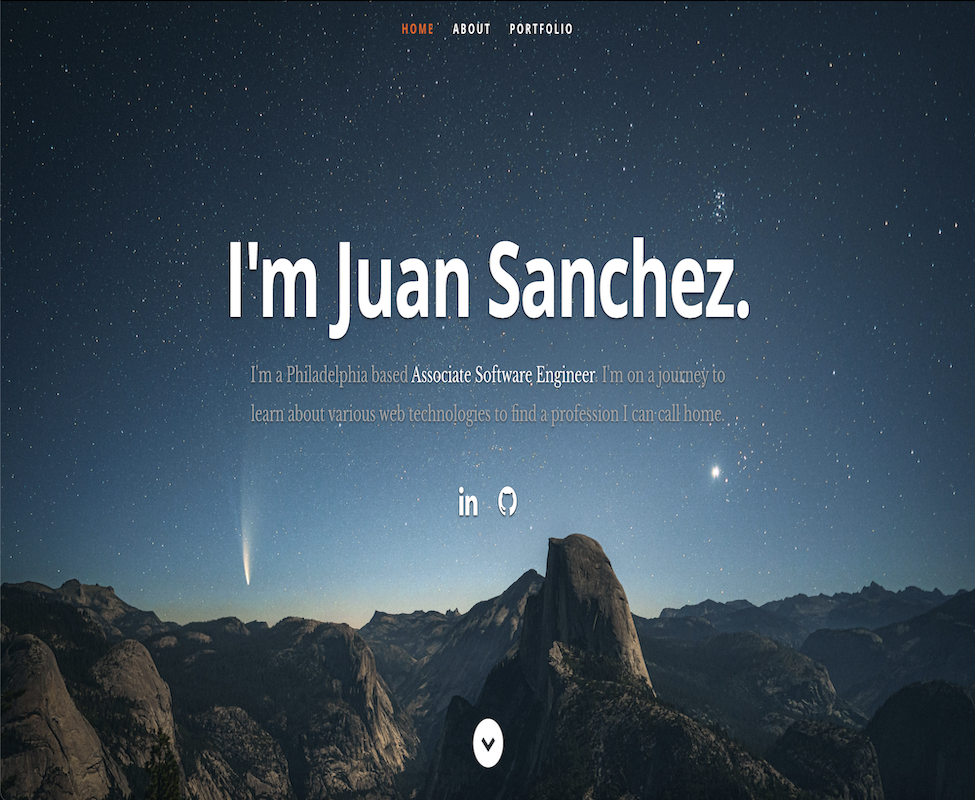 HOME ABOUT PORTFOLIO
I'm Juan Sanchez.
I'm a Philadelphia based Associate Software Engineer. I'm on a journey to
learn about various web technologies to find a profession I can call home.
in